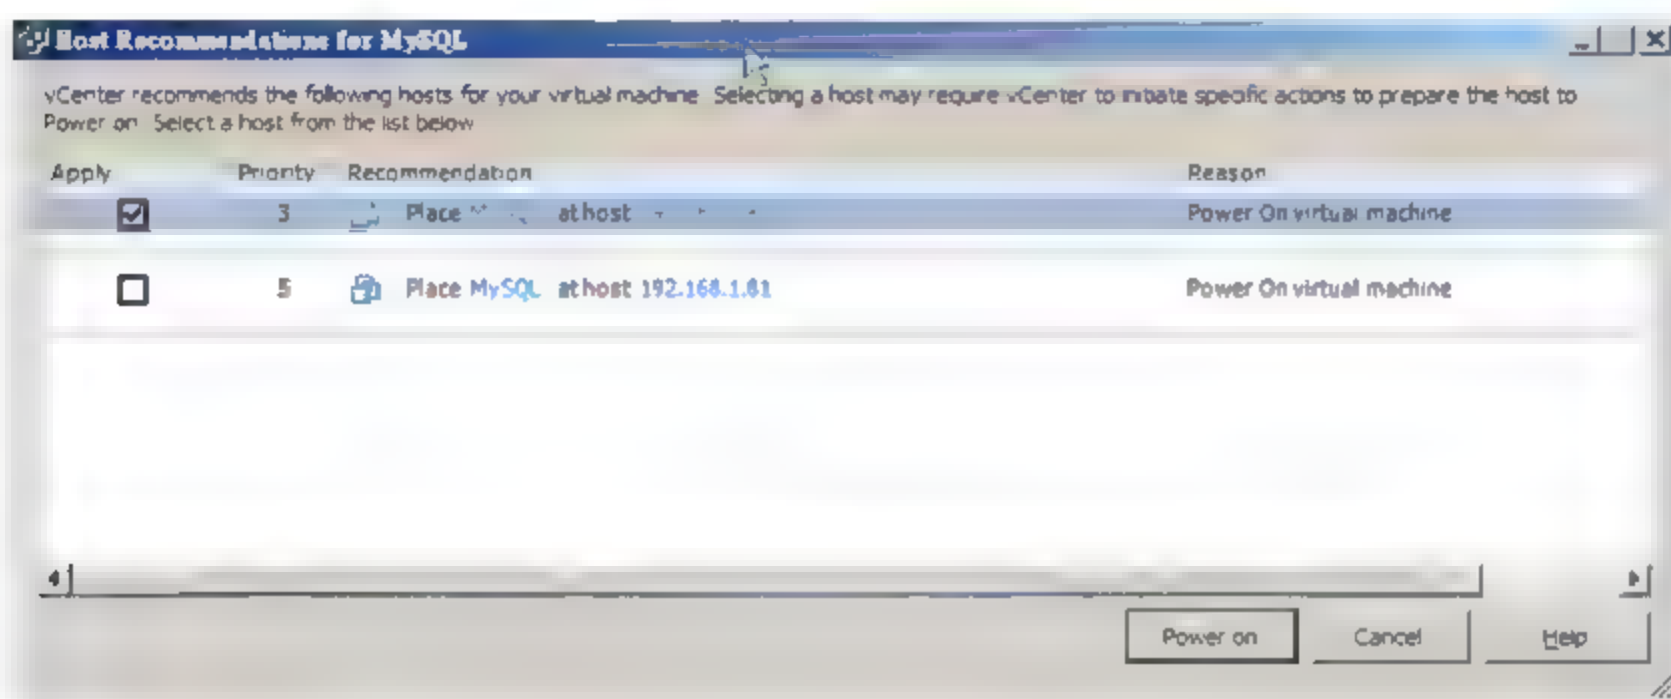 Host Recommendations for MySQL
vCenter recommends the following hosts for your virtual machine. Selecting a host may require vCenter to initiate specific actions to prepare the host to
Power on. Select a host from the list below
Apply Priority Recommendation Reason
3 Place at host Power On virtual machine
5 Place MySQL at host 192.168.1.81 Power On virtual machine
Power on Cancel Help